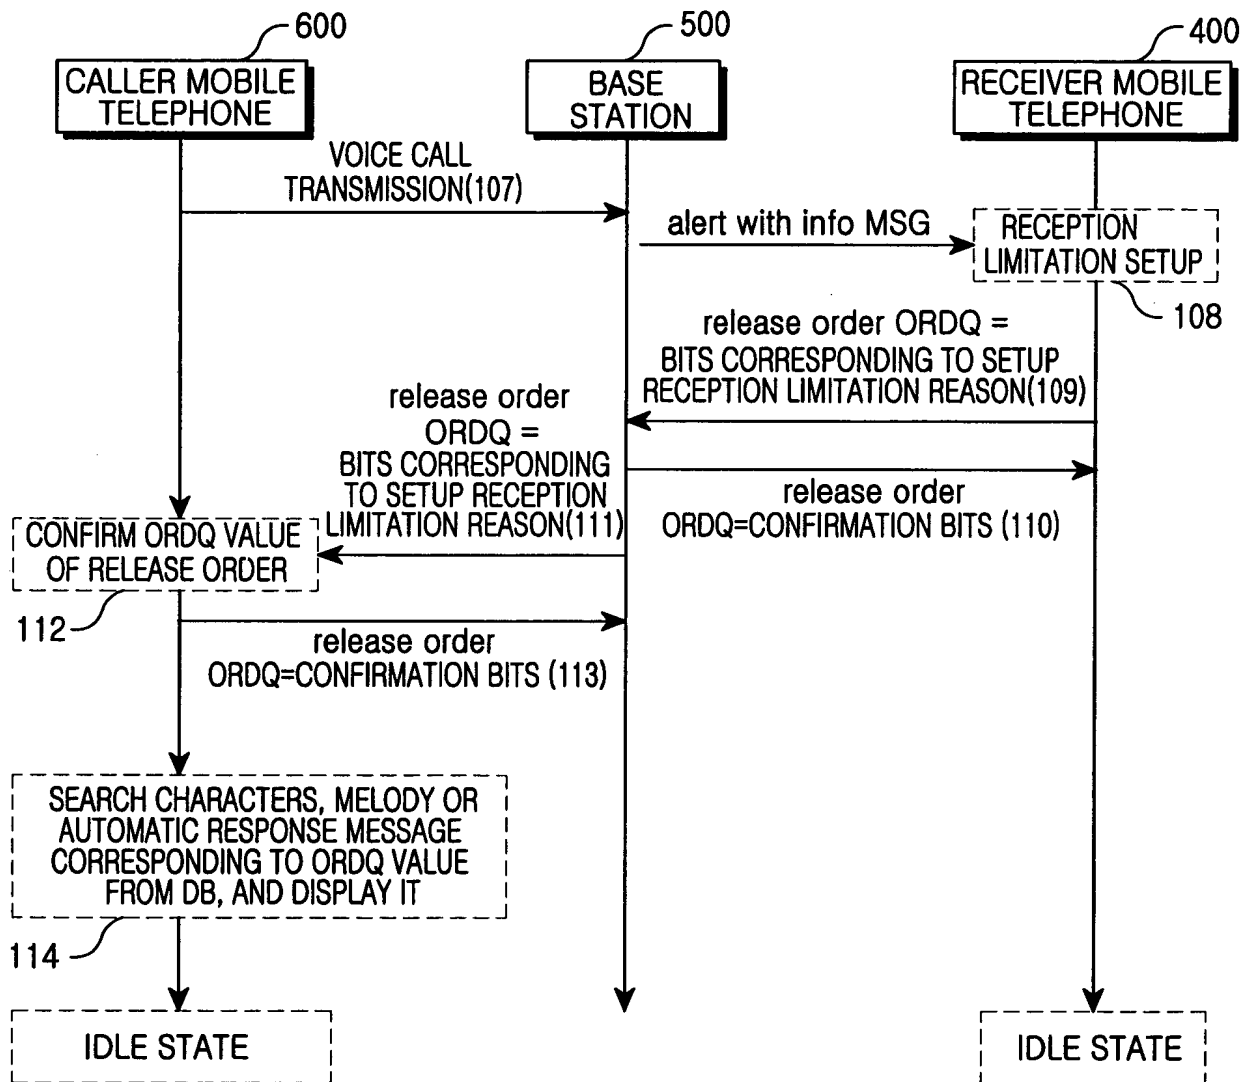 600
500
400
CALLER MOBILE
TELEPHONE
BASE
STATION
RECEIVER MOBILE
TELEPHONE
VOICE CALL
TRANSMISSION(107)
alert with info MSG
RECEPTION
LIMITATION SETUP
108
release order ORDQ =
BITS CORRESPONDING TO SETUP
RECEPTION LIMITATION REASON(109)
release order
ORDQ =
BITS CORRESPONDING
TO SETUP RECEPTION
LIMITATION REASON(111)
release order
ORDQ=CONFIRMATION BITS (110)
CONFIRM ORDQ VALUE
OF RELEASE ORDER
112
release order
ORDQ=CONFIRMATION BITS (113)
SEARCH CHARACTERS, MELODY OR
AUTOMATIC RESPONSE MESSAGE
CORRESPONDING TO ORDQ VALUE
FROM DB, AND DISPLAY IT
114
IDLE STATE
IDLE STATE